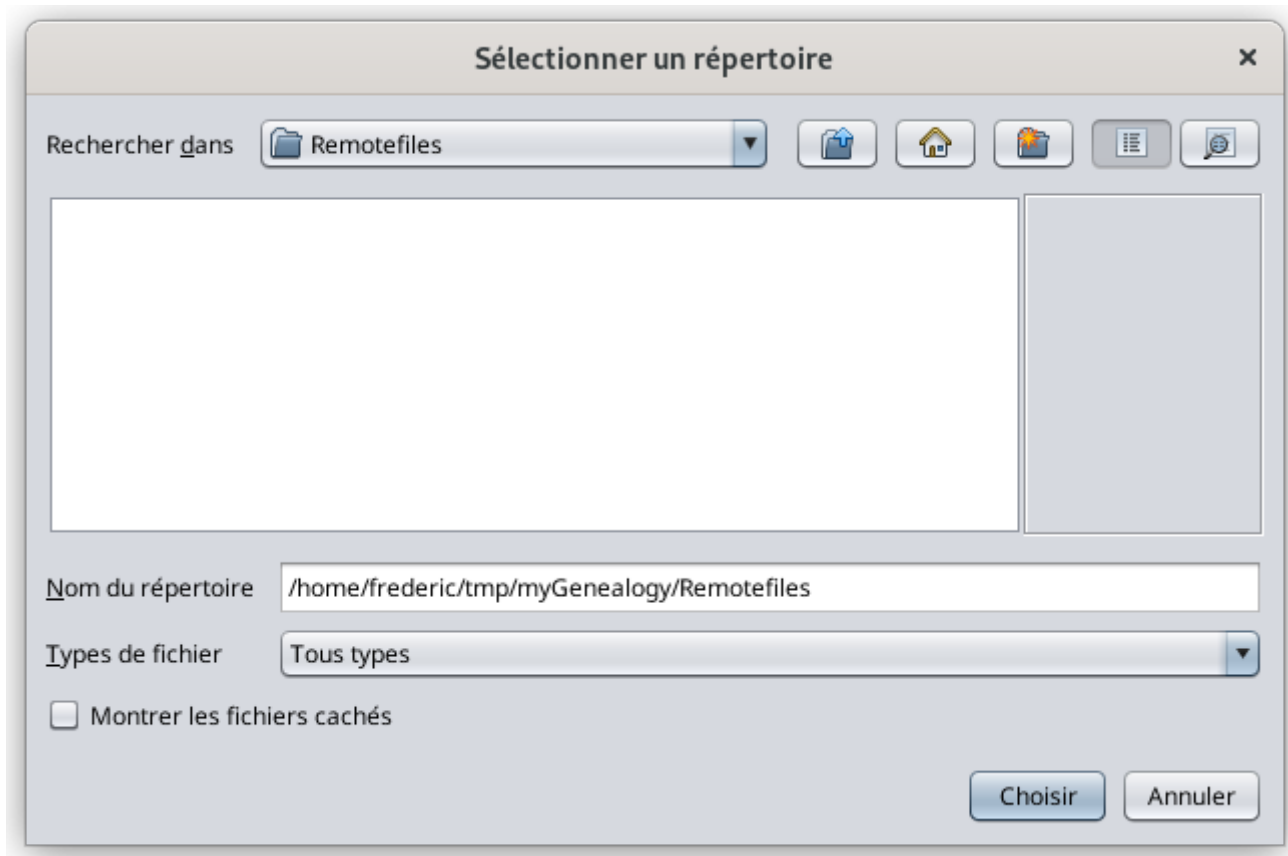 Sélectionner un répertoire
Rechercher dans Remotefiles
Nom du répertoire /home/frederic/tmp/myGenealogy/Remotefiles
Types de fichier Tous types
Montrer les fichiers cachés
Choisir Annuler